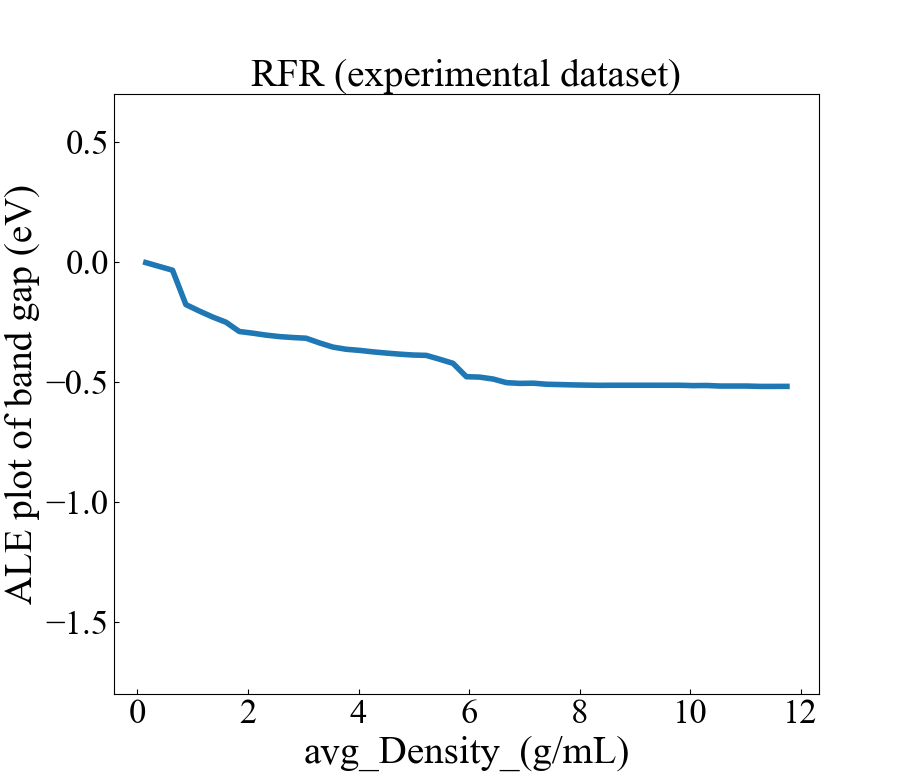 RFR (experimental dataset)
ALE plot of band gap (eV)
0.5
0.0
−0.5
−1.0
−1.5
0 2 4 6 8 10 12
avg_Density_(g/mL)